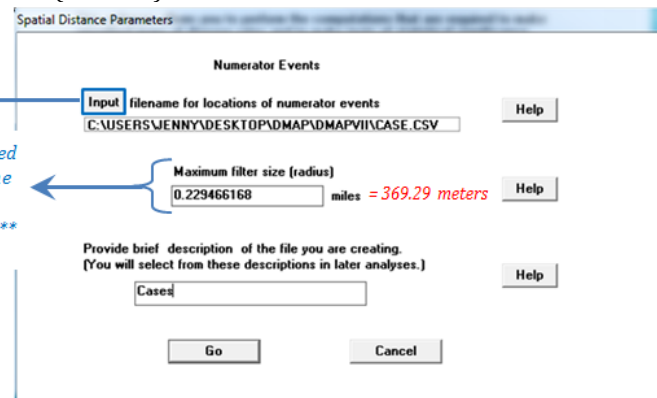 Spatial Distance Parameters
Numerator Events
Input filename for locations of numerator events
Help
C:\USERS\JENNY\DESKTOP\DMAP\DMAPVII\CASE.CSV
ed
Maximum filter size (radius)
ne
0.229466168 miles = 369.29 meters
Help
**
Provide brief description of the file you are creating.
(You will select from these descriptions in later analyses.)
Help
Cases
Go Cancel